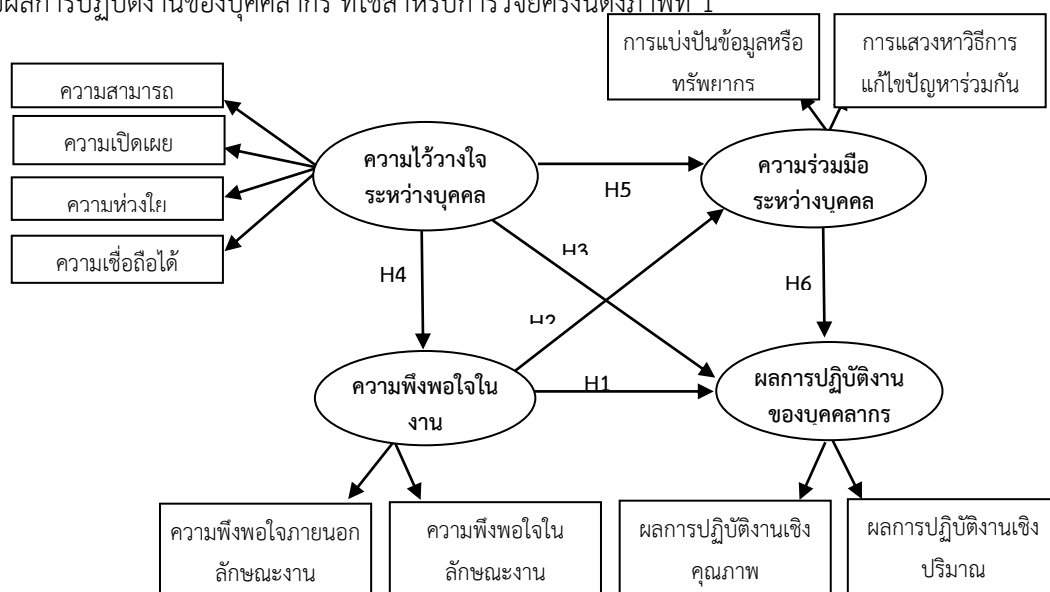 ผลการปฏิบัติงานของบุคคลากร ที่ใช้สำหรับการวิจัยครั้งนี้ดังภาพที่ 1
การแบ่งปันข้อมูลหรือ
ทรัพยากร
การแสวงหาวิธีการ
แก้ไขปัญหาร่วมกัน
ความสามารถ
ความเปิดเผย
ความห่วงใย
ความเชื่อถือได้
ความไว้วางใจ
ระหว่างบุคคล
ความร่วมมือ
ระหว่างบุคคล
H5
H3
H4
H6
H2
H1
ความพึงพอใจใน
งาน
ผลการปฏิบัติงาน
ของบุคคลากร
ความพึงพอใจภายนอก
ลักษณะงาน
ความพึงพอใจใน
ลักษณะงาน
ผลการปฏิบัติงานเชิง
คุณภาพ
ผลการปฏิบัติงานเชิง
ปริมาณ